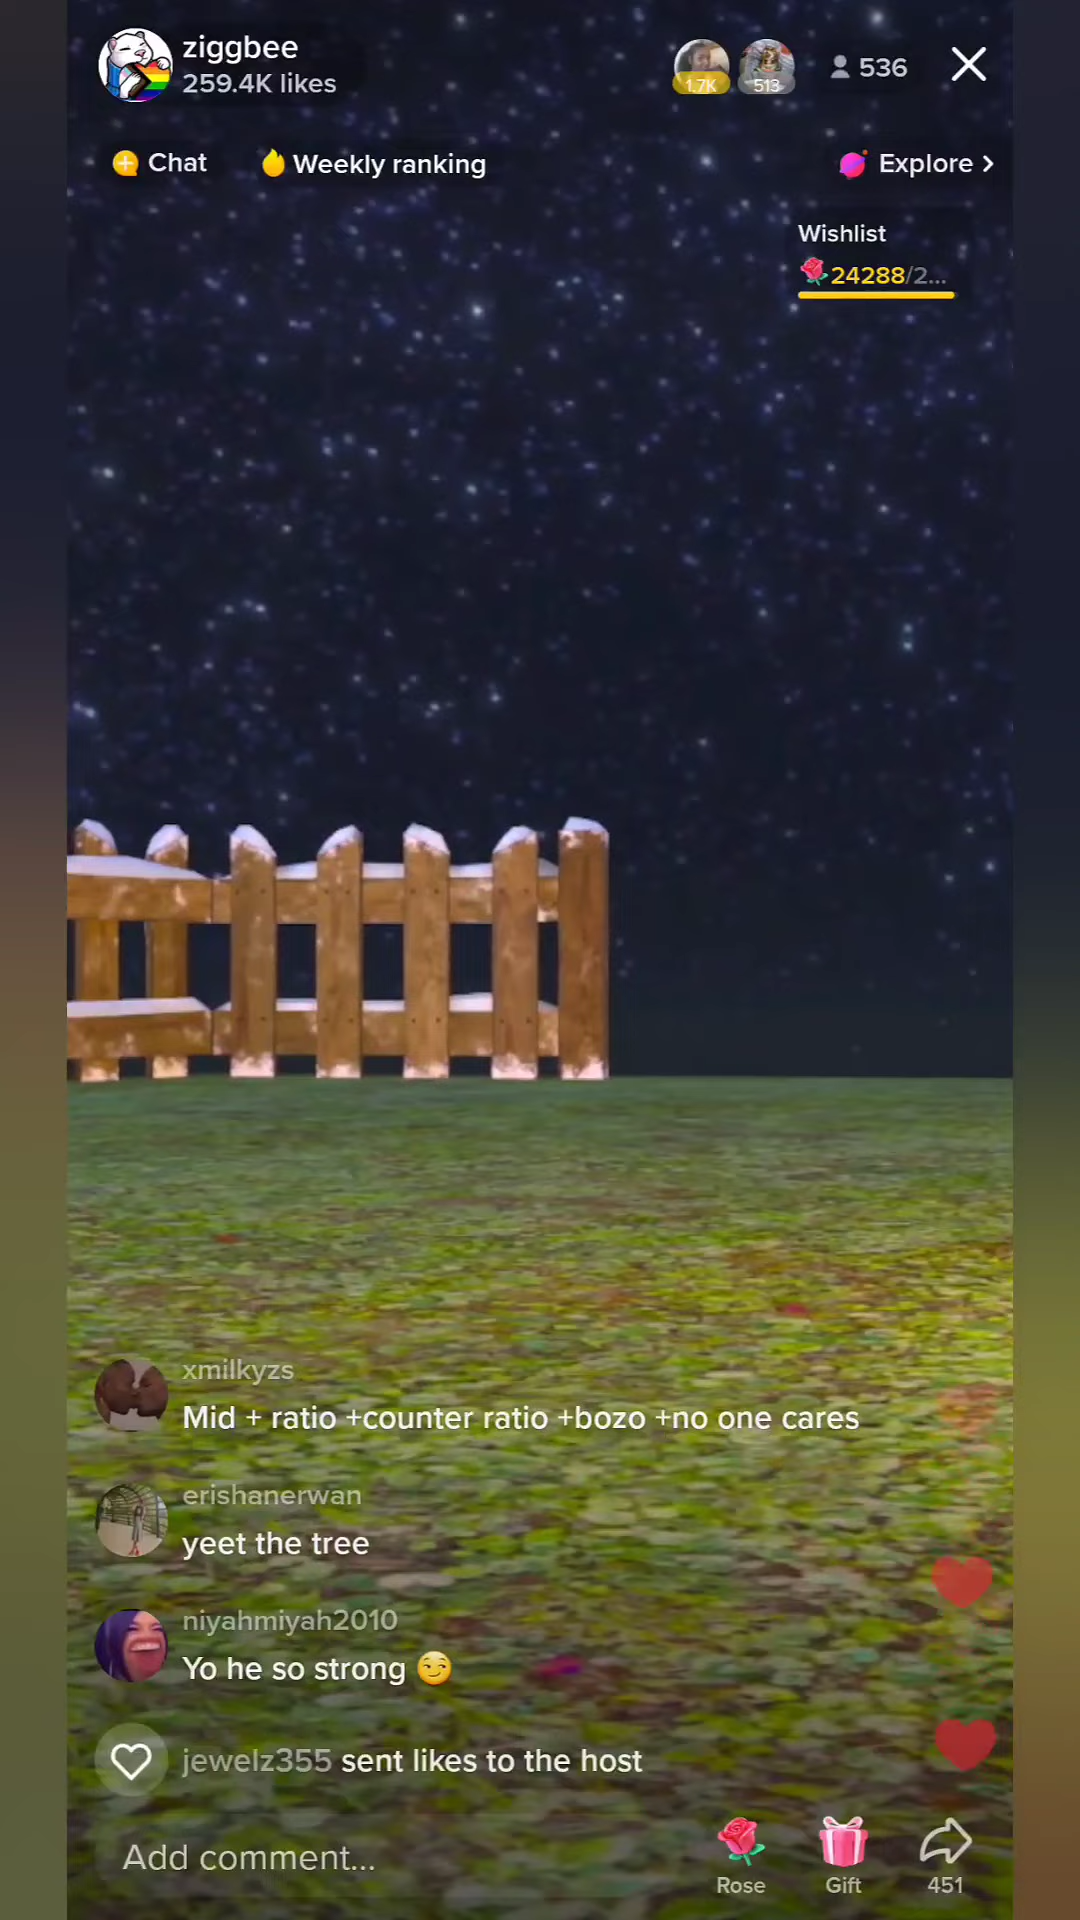 ziggbee
259.4K likes
1.7K
513
536
Chat
Weekly ranking
Explore >
Wishlist
24288/2...
xmilkyzs
Mid + ratio +counter ratio +bozo +no one cares
erishanerwan
yeet the tree
niyahmiyah2010
Yo he so strong 😏
jewelz355 sent likes to the host
Add comment...
Rose
Gift
451